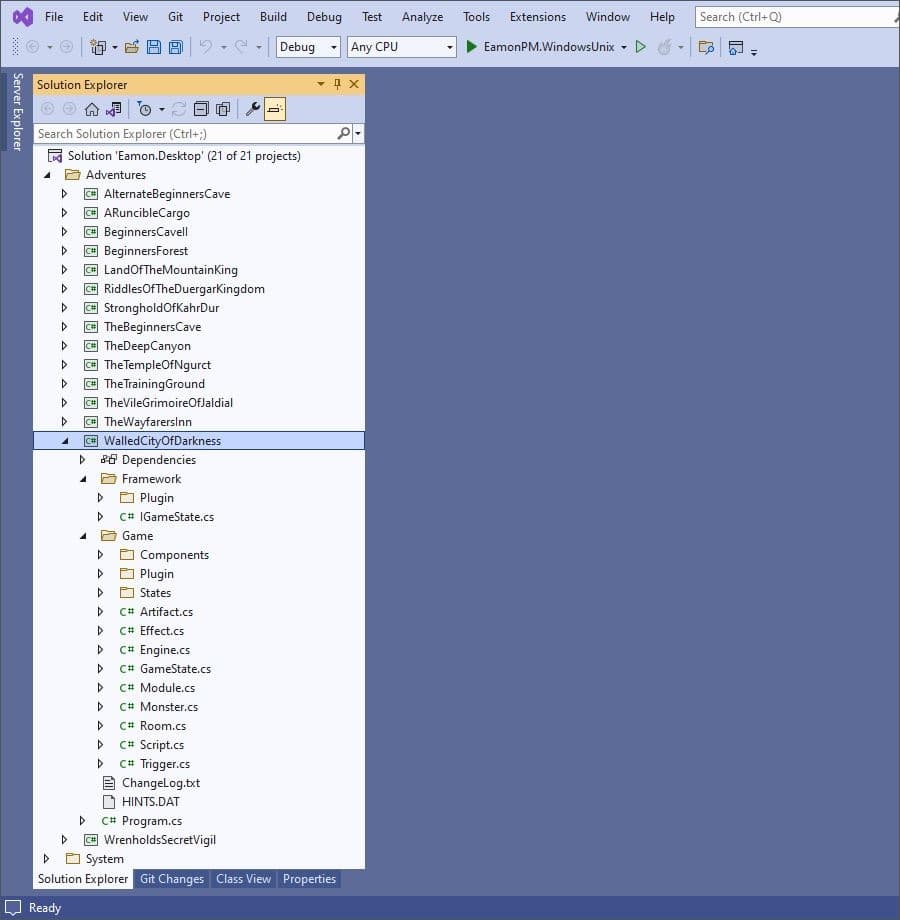 File Edit View Git Project Build Debug Test Analyze Tools Extensions Window Help Search (Ctrl+Q)
Debug Any CPU EamonPM.WindowsUnix
Server Explorer
Solution Explorer
Search Solution Explorer (Ctrl+;)
Solution 'Eamon.Desktop' (21 of 21 projects)
Adventures
C# AlternateBeginnersCave
C# ARuncibleCargo
C# BeginnersCaveII
C# BeginnersForest
C# LandOfTheMountainKing
C# RiddlesOfTheDuergarKingdom
C# StrongholdOfKahrDur
C# TheBeginnersCave
C# TheDeepCanyon
C# TheTempleOfNgurct
C# TheTrainingGround
C# TheVileGrimoireOfJaldial
C# TheWayfarersInn
C# WalledCityOfDarkness
Dependencies
Framework
Plugin
C# IGameState.cs
Game
Components
Plugin
States
C# Artifact.cs
C# Effect.cs
C# Engine.cs
C# GameState.cs
C# Module.cs
C# Monster.cs
C# Room.cs
C# Script.cs
C# Trigger.cs
ChangeLog.txt
HINTS.DAT
C# Program.cs
C# WrenholdsSecretVigil
System
Solution Explorer Git Changes Class View Properties
Ready